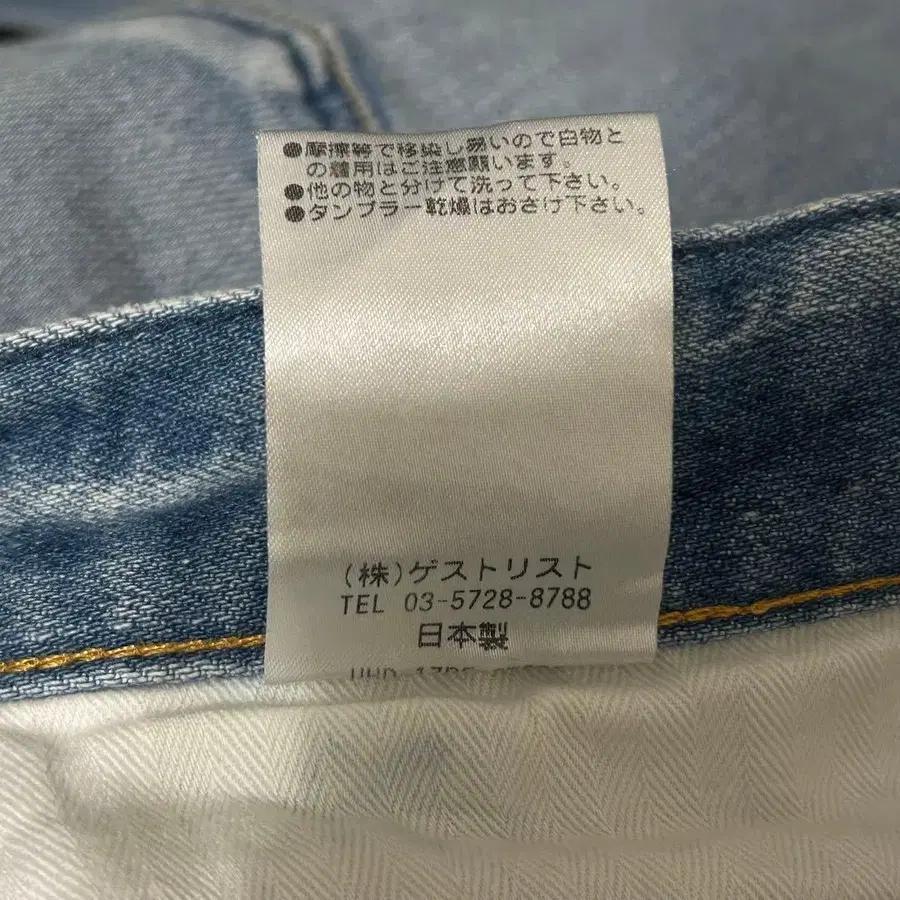 ●摩擦等で移染し易いので白物と
の着用はご注意願います。
●他の物と分けて洗って下さい。
●タンブラー乾燥はおさけ下さい。
(株)ゲストリスト
TEL 03-5728-8788
日本製